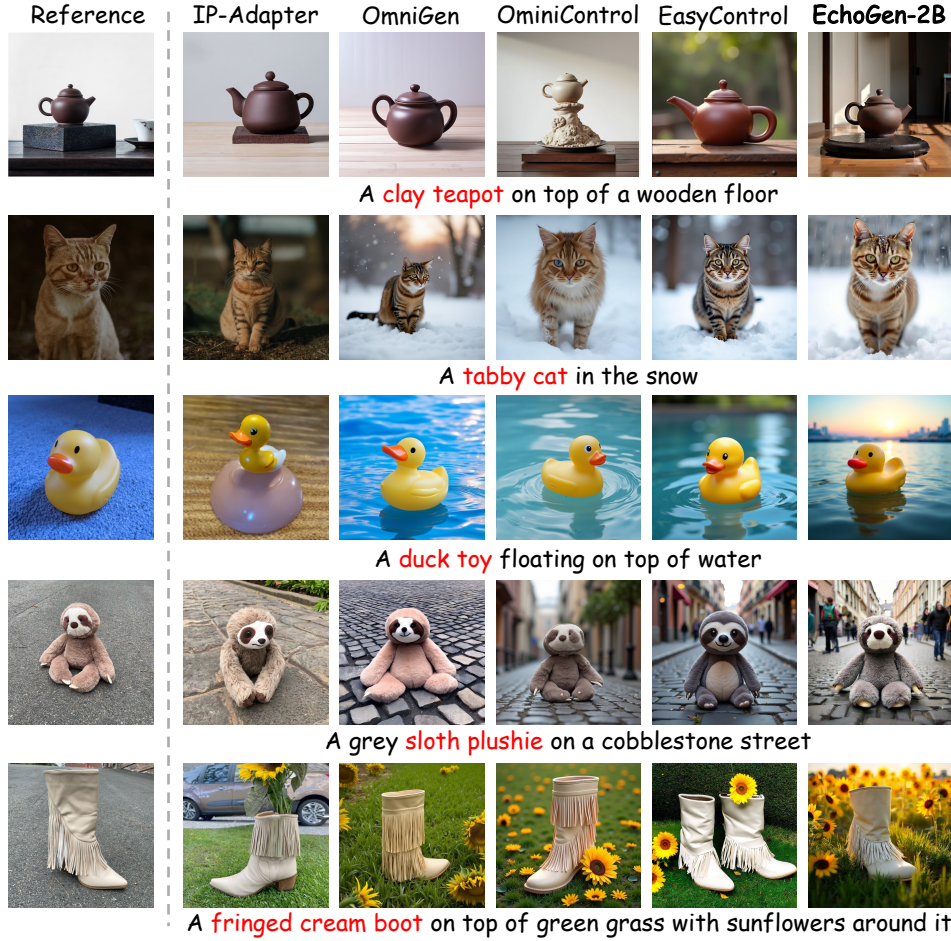 Reference IP-Adapter OmniGen OminiControl EasyControl EchoGen-2B
A clay teapot on top of a wooden floor
A tabby cat in the snow
A duck toy floating on top of water
A grey sloth plushie on a cobblestone street
A fringed cream boot on top of green grass with sunflowers around it